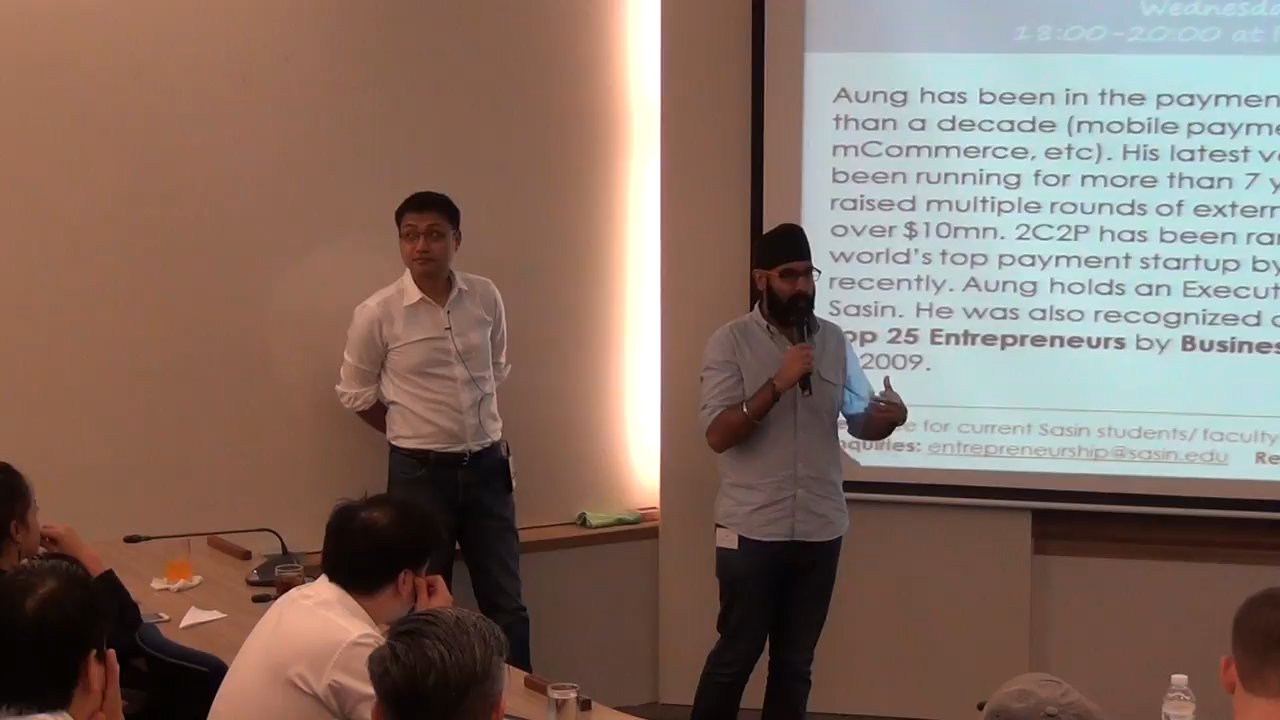 Wednesda
18:00-20:00 at
Aung has been in the paymen
than a decade (mobile payme
mCommerce, etc). His latest v
been running for more than 7 y
raised multiple rounds of extern
over $10mn. 2C2P has been ra
world's top payment startup by
recently. Aung holds an Execut
Sasin. He was also recognized
op 25 Entrepreneurs by Busines
2009.
e for current Sasin students/ faculty
quiries: entrepreneurship@sasin.edu Re